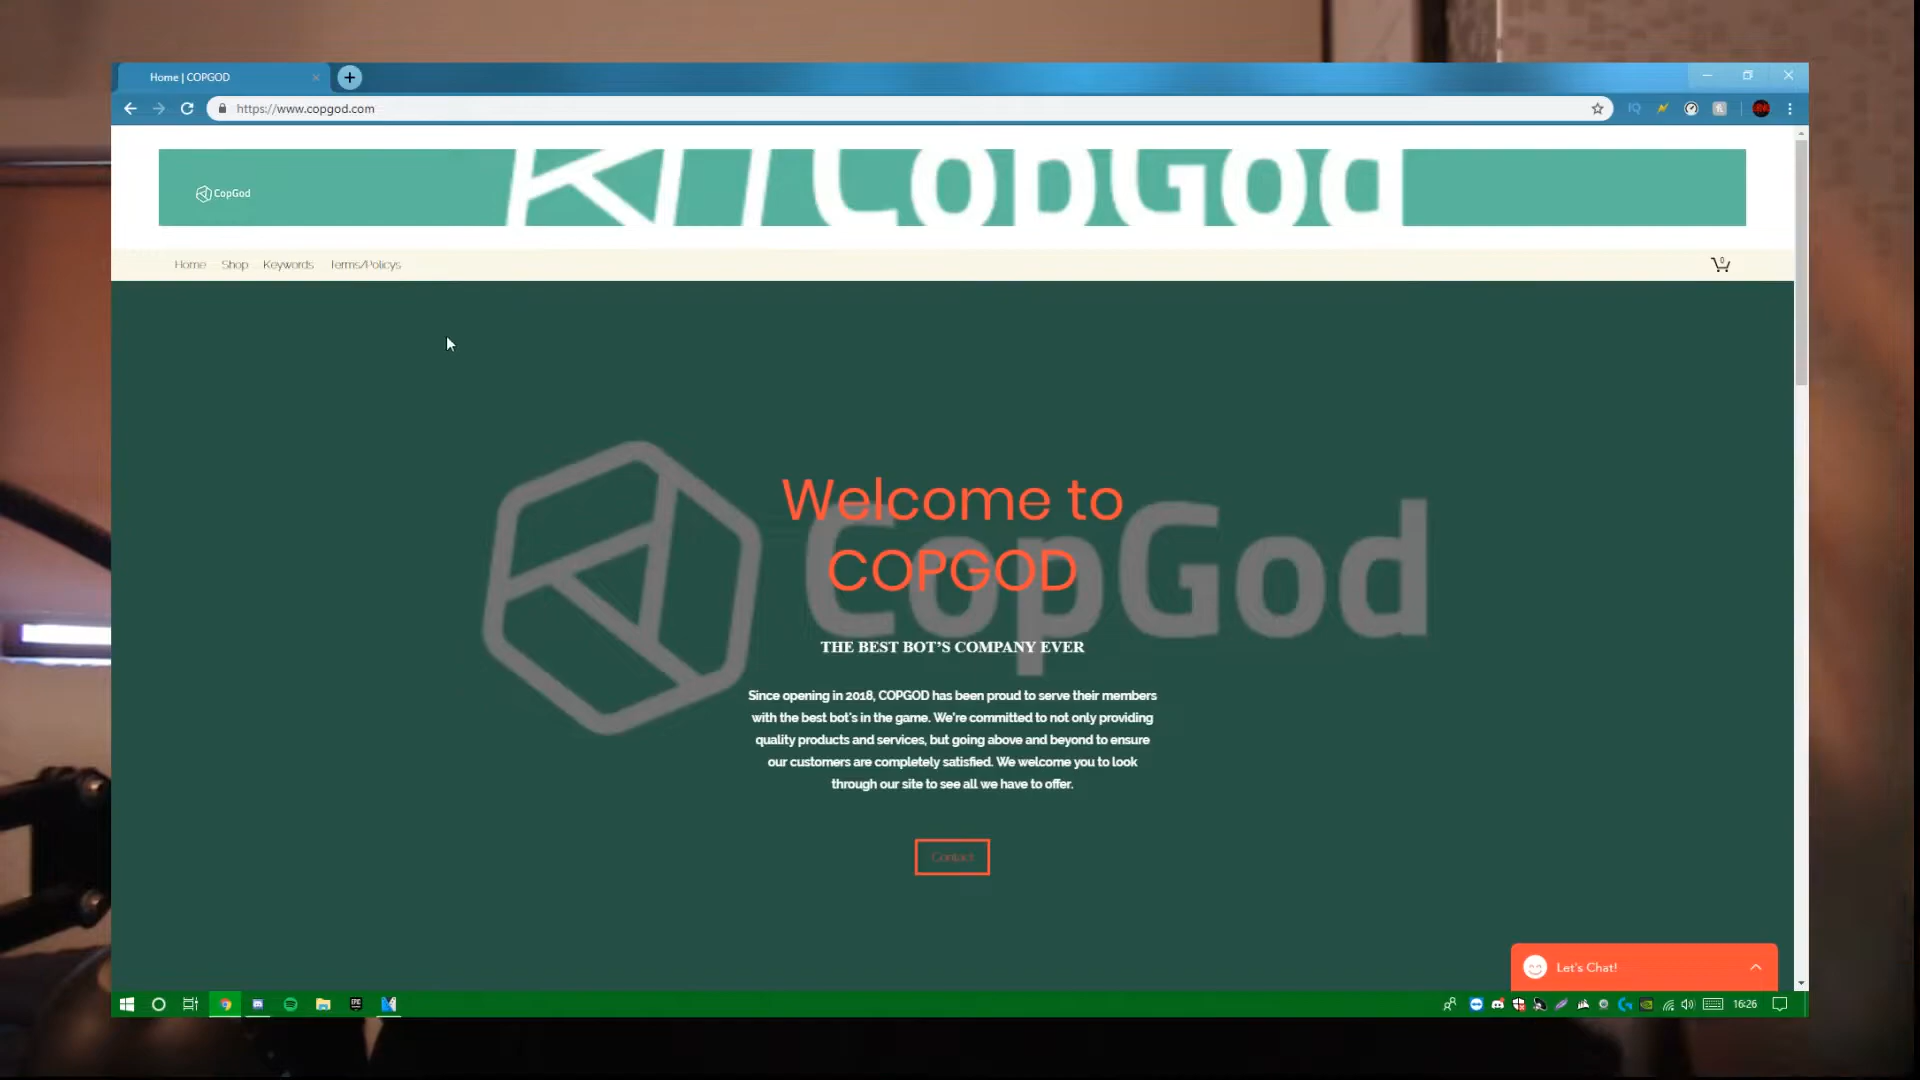 Home | COPGOD
https://www.copgod.com
CopGod
CopGod
Home Shop Keywords Terms/Policys
0
Welcome to
COPGOD
CopGod
THE BEST BOT'S COMPANY EVER
Since opening in 2018, COPGOD has been proud to serve their members
with the best bot's in the game. We're committed to not only providing
quality products and services, but going above and beyond to ensure
our customers are completely satisfied. We welcome you to look
through our site to see all we have to offer.
Contact
Let's Chat!
EPIC
16:26